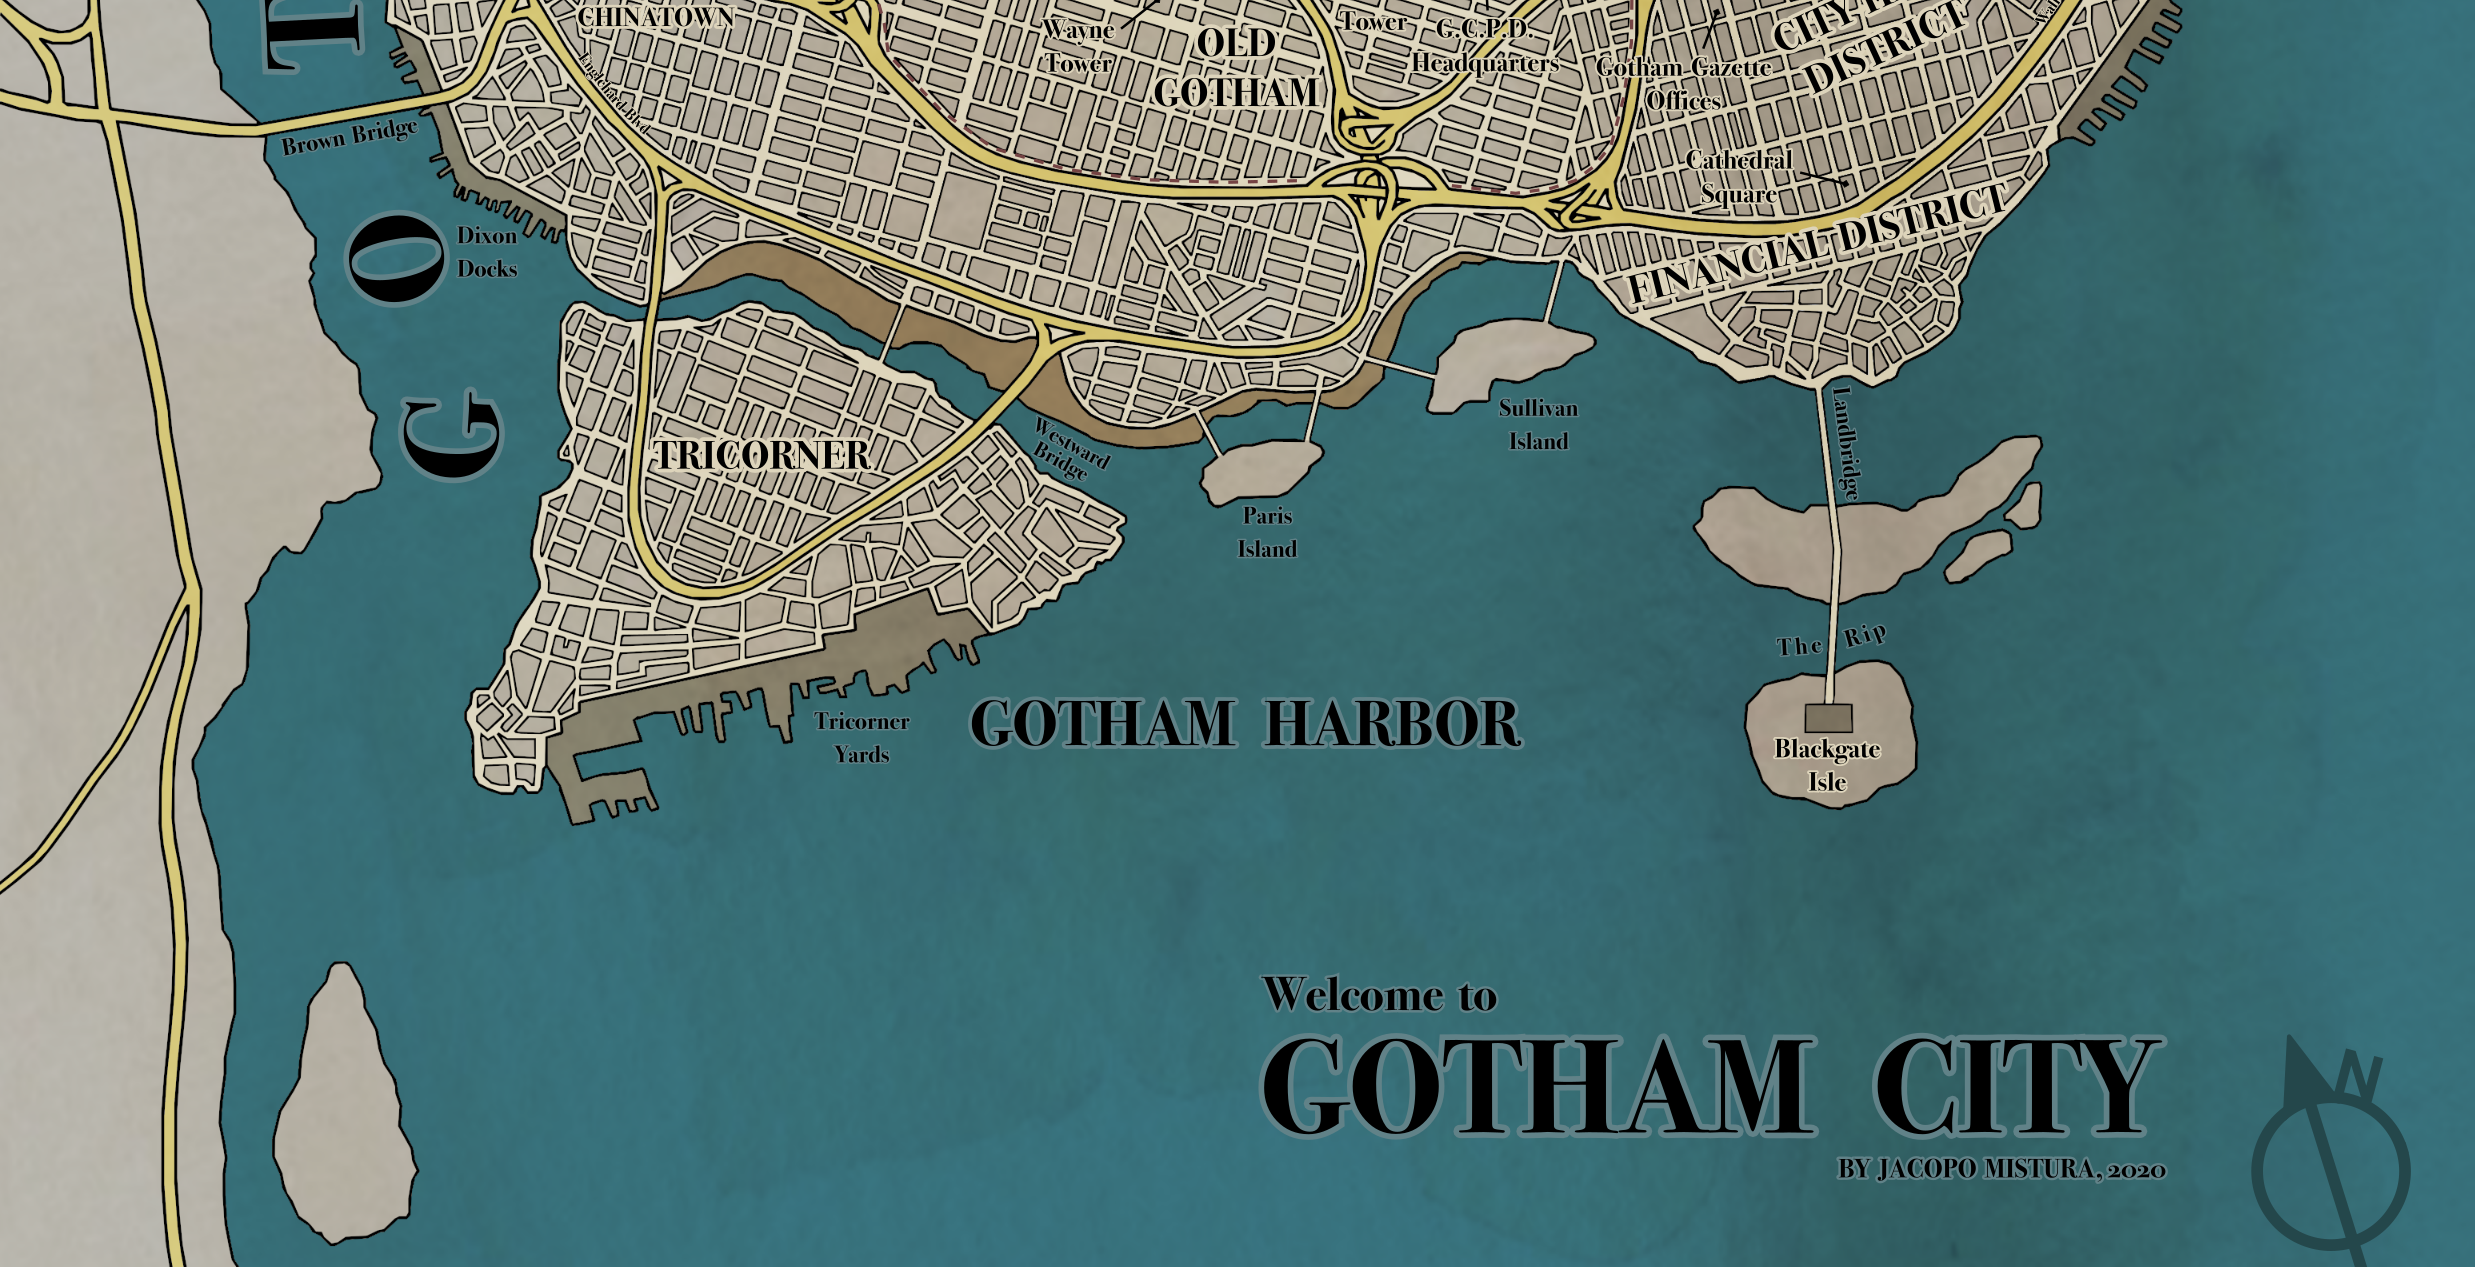 T
CHINATOWN
Wayne
Tower
OLD
GOTHAM
Tower
G.C.P.D.
Headquarters
Gotham Gazette
Offices
DISTRICT
Englehard Blvd
Brown Bridge
Cathedral
Square
FINANCIAL DISTRICT
O
Dixon
Docks
G
TRICORNER
Westward
Bridge
Sullivan
Island
Paris
Island
Landbridge
The Rip
Blackgate
Isle
Tricorner
Yards
GOTHAM HARBOR
Welcome to
GOTHAM CITY
BY JACOPO MISTURA, 2020
N